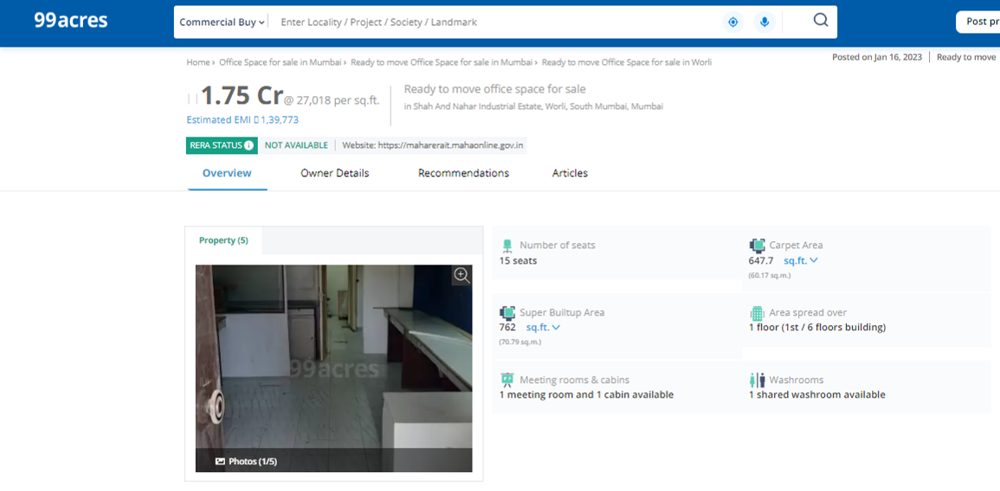 99acres
Commercial Buy
Enter Locality / Project / Society / Landmark
Post pr
Home › Office Space for sale in Mumbai › Ready to move Office Space for sale in Mumbai › Ready to move Office Space for sale in Worli
Posted on Jan 16, 2023 | Ready to move
1.75 Cr @ 27,018 per sq.ft.
Estimated EMI ▯ 1,39,773
Ready to move office space for sale
in Shah And Nahar Industrial Estate, Worli, South Mumbai, Mumbai
RERA STATUS i NOT AVAILABLE | Website: https://maharerait.mahaonline.gov.in
Overview
Owner Details
Recommendations
Articles
Property (5)
99acres
Photos (1/5)
Number of seats
15 seats
Carpet Area
647.7 sq.ft.
(60.17 sq.m.)
Super Builtup Area
762 sq.ft.
(70.79 sq.m.)
Area spread over
1 floor (1st / 6 floors building)
Meeting rooms & cabins
1 meeting room and 1 cabin available
Washrooms
1 shared washroom available